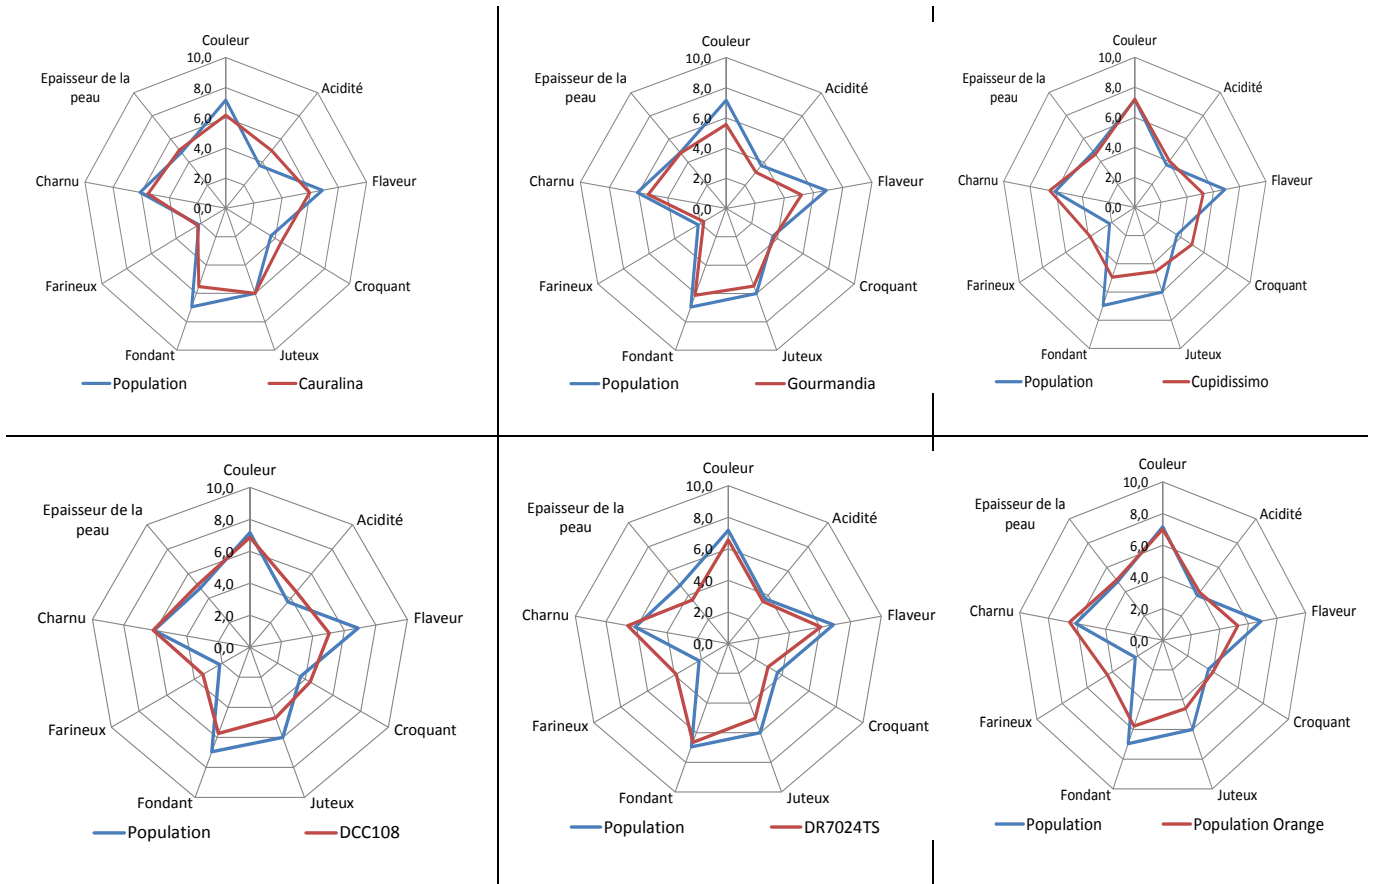 Couleur
10,0
8,0
6,0
4,0
2,0
0,0
Acidité
Flaveur
Croquant
Juteux
Fondant
Farineux
Charnu
Epaisseur de la
peau
Population
Cauralina
Couleur
10,0
8,0
6,0
4,0
2,0
0,0
Acidité
Flaveur
Croquant
Juteux
Fondant
Farineux
Charnu
Epaisseur de la
peau
Population
Gourmandia
Couleur
10,0
8,0
6,0
4,0
2,0
0,0
Acidité
Flaveur
Croquant
Juteux
Fondant
Farineux
Charnu
Epaisseur de la
peau
Population
Cupidissimo
Couleur
10,0
8,0
6,0
4,0
2,0
0,0
Acidité
Flaveur
Croquant
Juteux
Fondant
Farineux
Charnu
Epaisseur de la
peau
Population
DCC108
Couleur
10,0
8,0
6,0
4,0
2,0
0,0
Acidité
Flaveur
Croquant
Juteux
Fondant
Farineux
Charnu
Epaisseur de la
peau
Population
DR7024TS
Couleur
10,0
8,0
6,0
4,0
2,0
0,0
Acidité
Flaveur
Croquant
Juteux
Fondant
Farineux
Charnu
Epaisseur de la
peau
Population
Population Orange